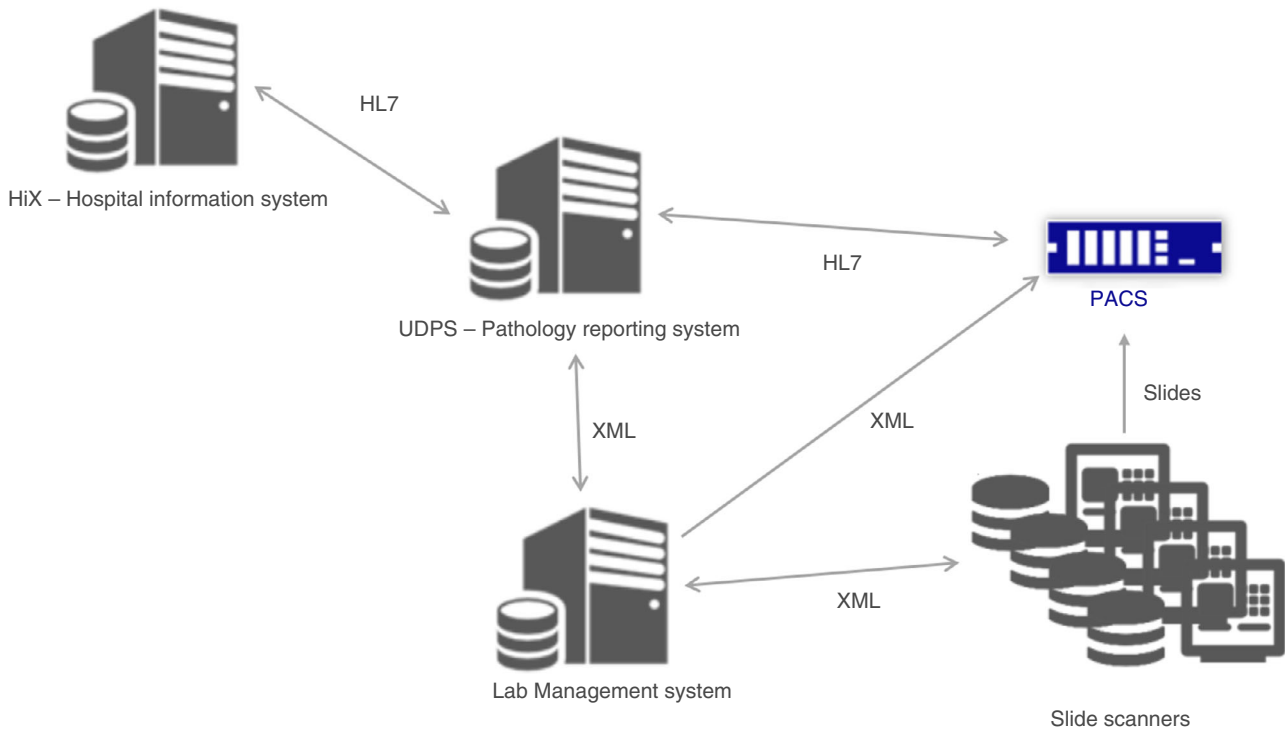 HL7
HiX – Hospital information system
HL7
PACS
UDPS – Pathology reporting system
Slides
XML
XML
XML
Lab Management system
Slide scanners